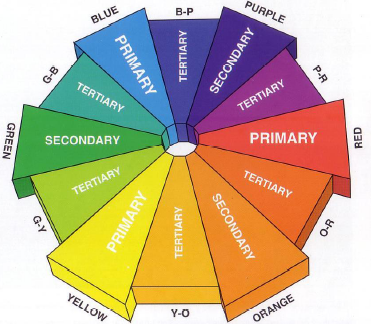 BLUE
B-P
PURPLE
P-R
RED
O-R
ORANGE
Y-O
YELLOW
G-Y
GREEN
G-B
PRIMARY
TERTIARY
SECONDARY
TERTIARY
PRIMARY
TERTIARY
SECONDARY
TERTIARY
PRIMARY
TERTIARY
SECONDARY
TERTIARY